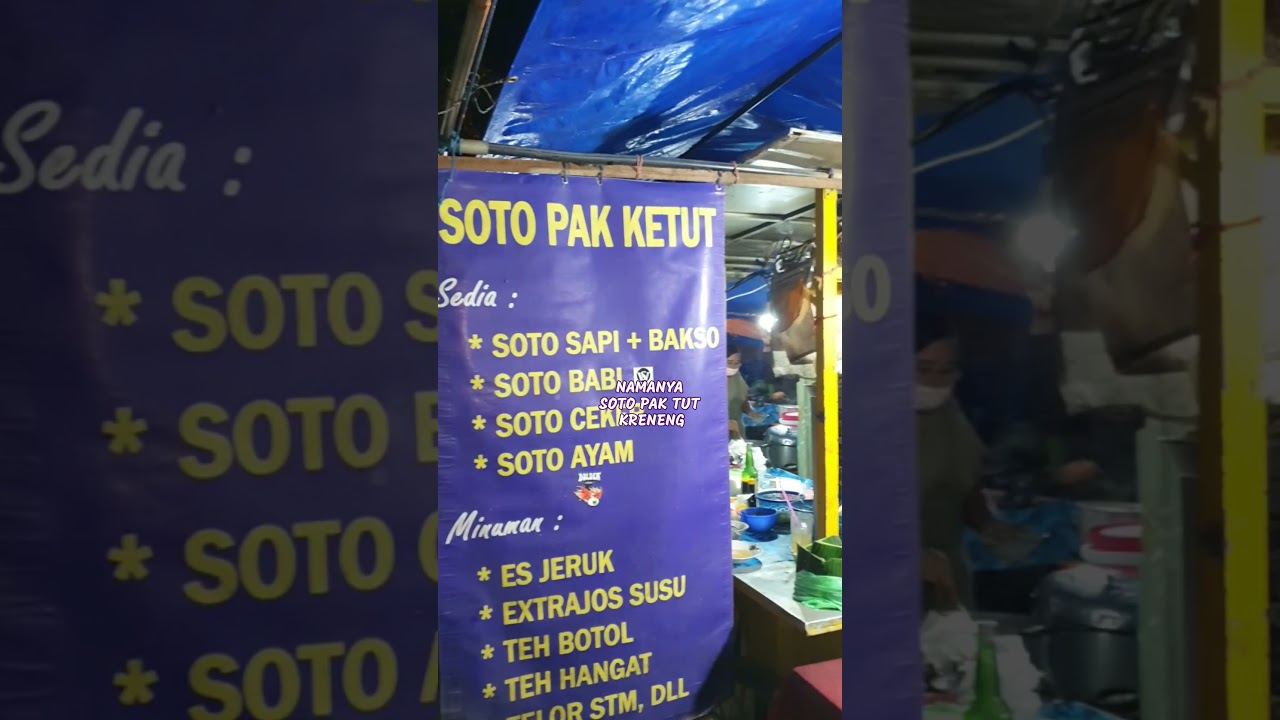 SOTO PAK KETUT
Sedia :
* SOTO SAPI + BAKSO
* SOTO BABI
* SOTO CEK
* SOTO AYAM
NAMANYA
SOTO PAK TUT
KRENENG
Minuman :
* ES JERUK
* EXTRAJOS SUSU
* TEH BOTOL
* TEH HANGAT
TELOR STM, DLL